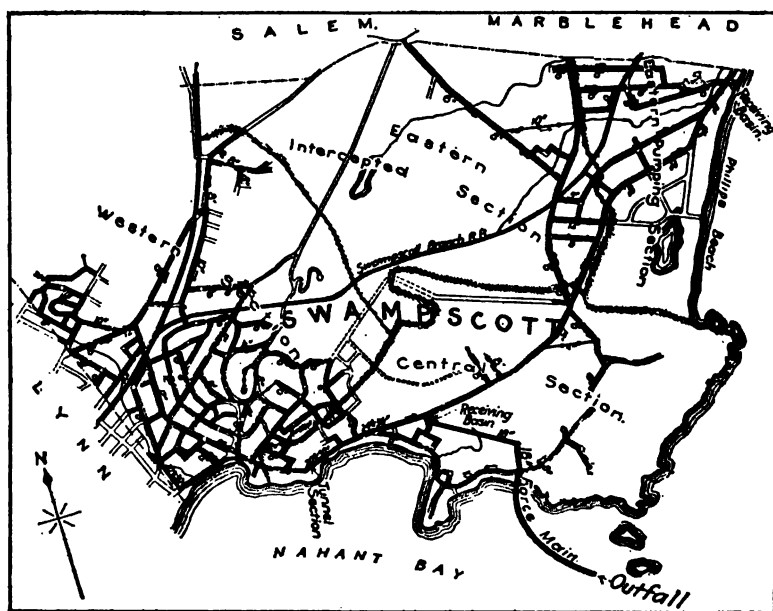 SALEM. MARBLEHEAD
Receiving
Basin.
Eastern Pumping Section
Phillips Beach
Intercepted
Eastern
Section
Western
Section
Swampscott Branch R.R.
SWAMPSCOTT
Central
Section.
Receiving
Basin
LYNN
Tunnel
Section
Force Main.
N
NAHANT BAY
Outfall